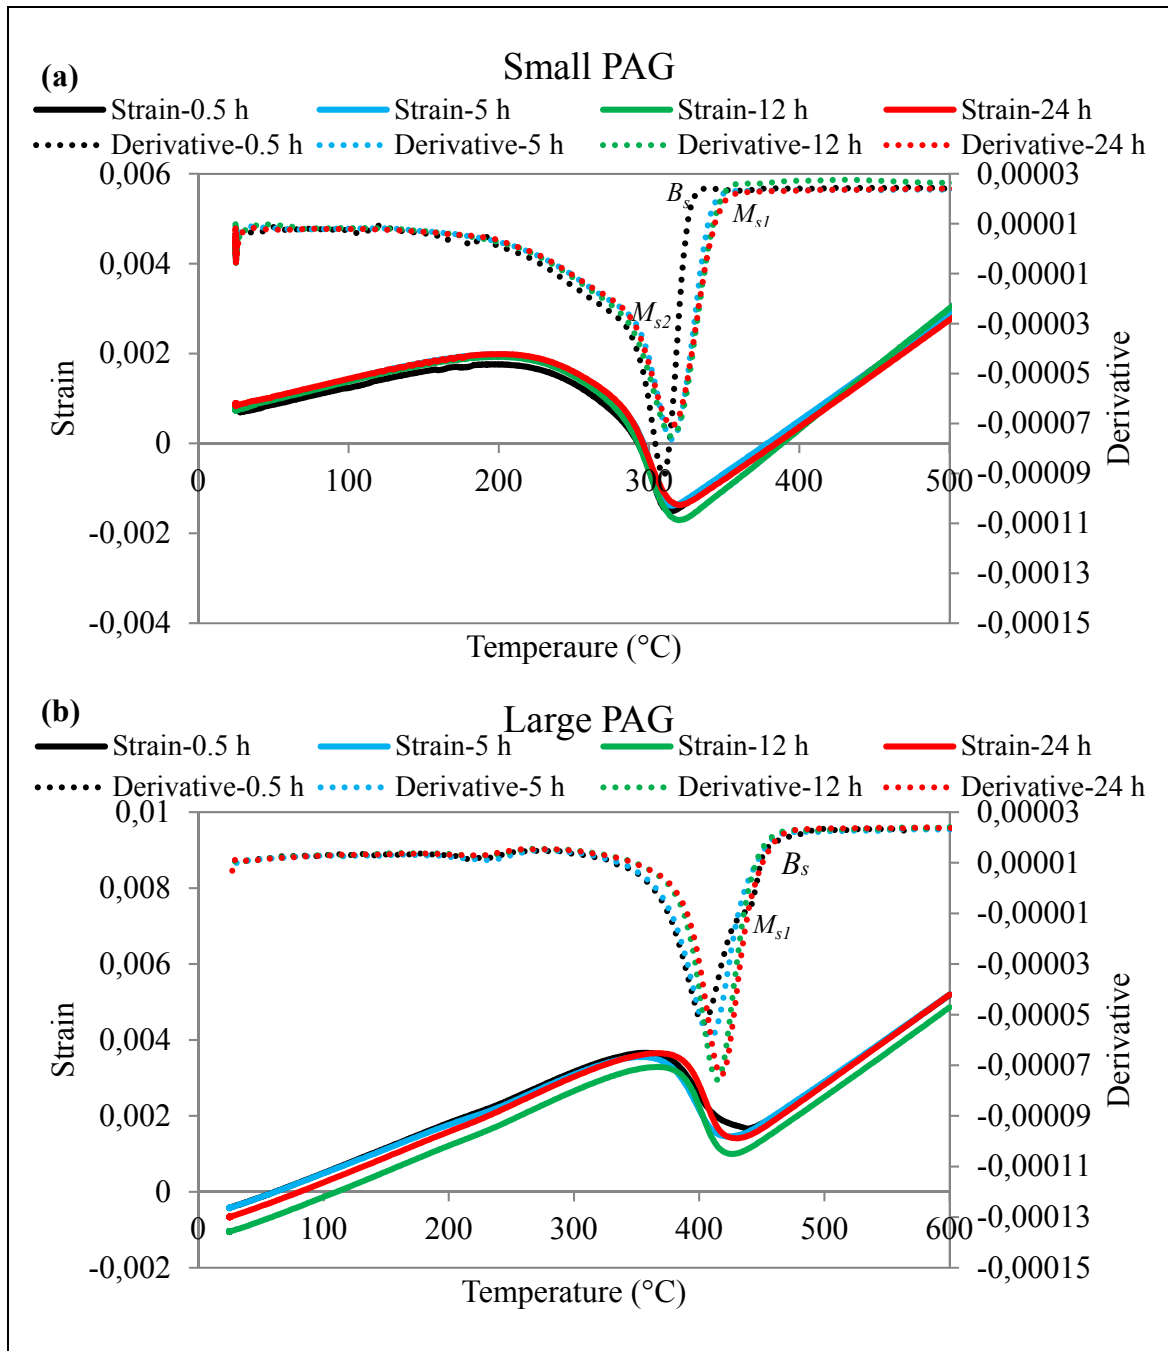 (a)
Small PAG
Strain-0.5 h Strain-5 h Strain-12 h Strain-24 h
Derivative-0.5 h Derivative-5 h Derivative-12 h Derivative-24 h
0,006 0,00003
Bs
Ms1
0,00001
0,004 -0,00001
Ms2
-0,00003
0,002 -0,00005
-0,00007
0
0 100 200 300 400 500
-0,00009
-0,002 -0,00011
-0,00013
-0,004 -0,00015
Strain
Derivative
Temperaure (°C)
(b)
Large PAG
Strain-0.5 h Strain-5 h Strain-12 h Strain-24 h
Derivative-0.5 h Derivative-5 h Derivative-12 h Derivative-24 h
0,01 0,00003
Bs
0,00001
0,008
Ms1
-0,00001
0,006 -0,00003
-0,00005
0,004
-0,00007
0,002 -0,00009
-0,00011
0
0 100 200 300 400 500 600
-0,00013
-0,002 -0,00015
Strain
Derivative
Temperature (°C)